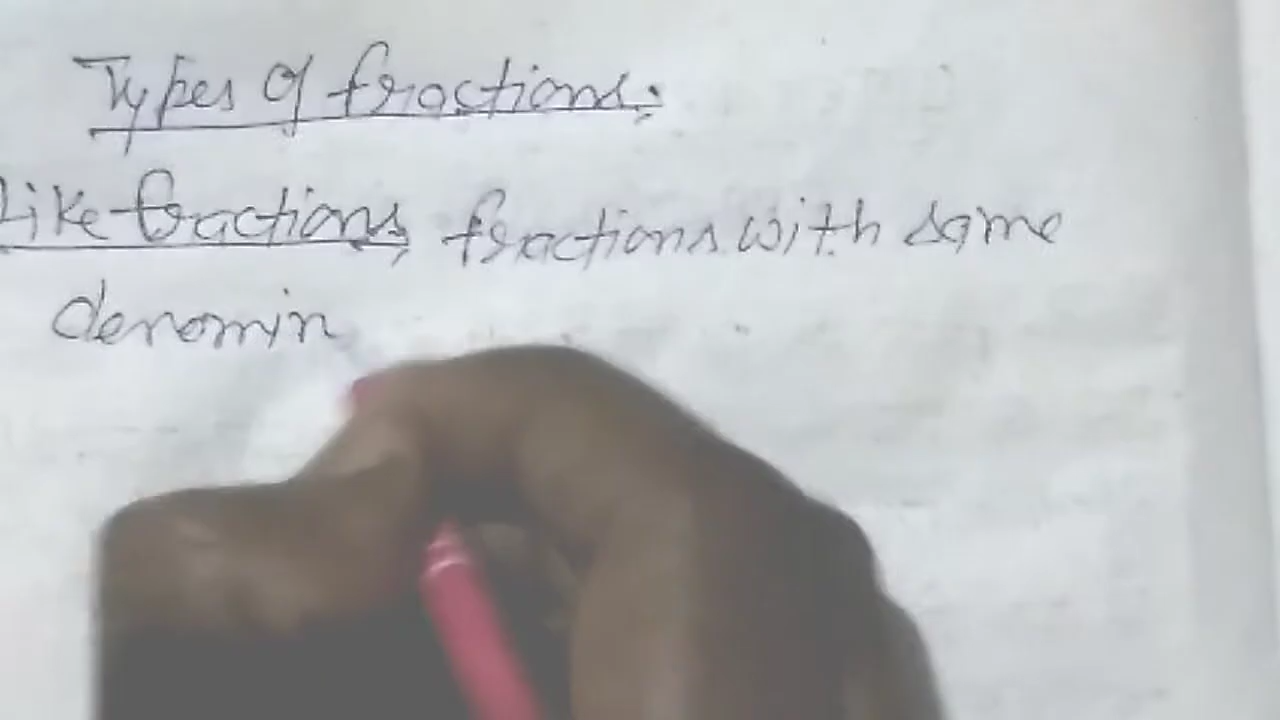 Types of fractions:
Like fractions, fractions with same
denomin